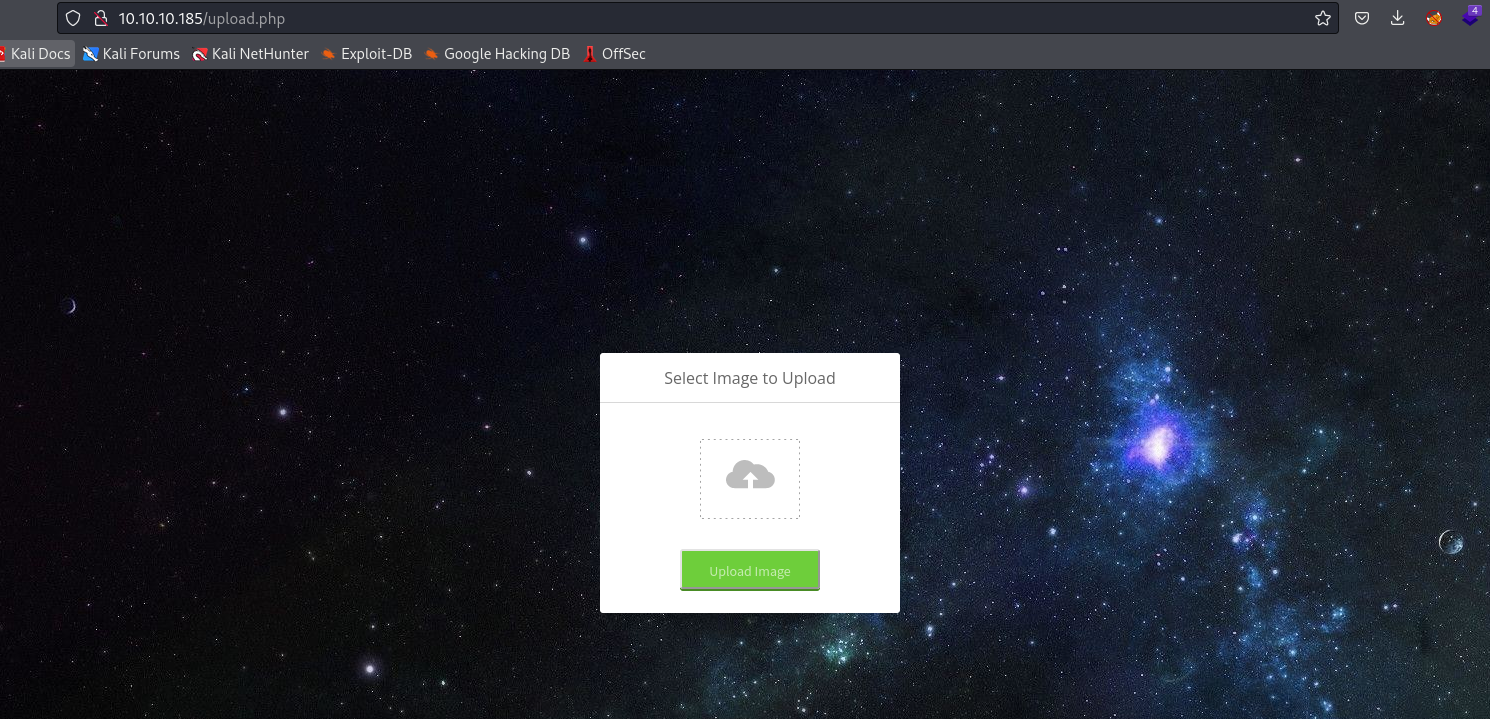 10.10.10.185/upload.php
4
Kali Docs Kali Forums Kali NetHunter Exploit-DB Google Hacking DB OffSec
Select Image to Upload
Upload Image